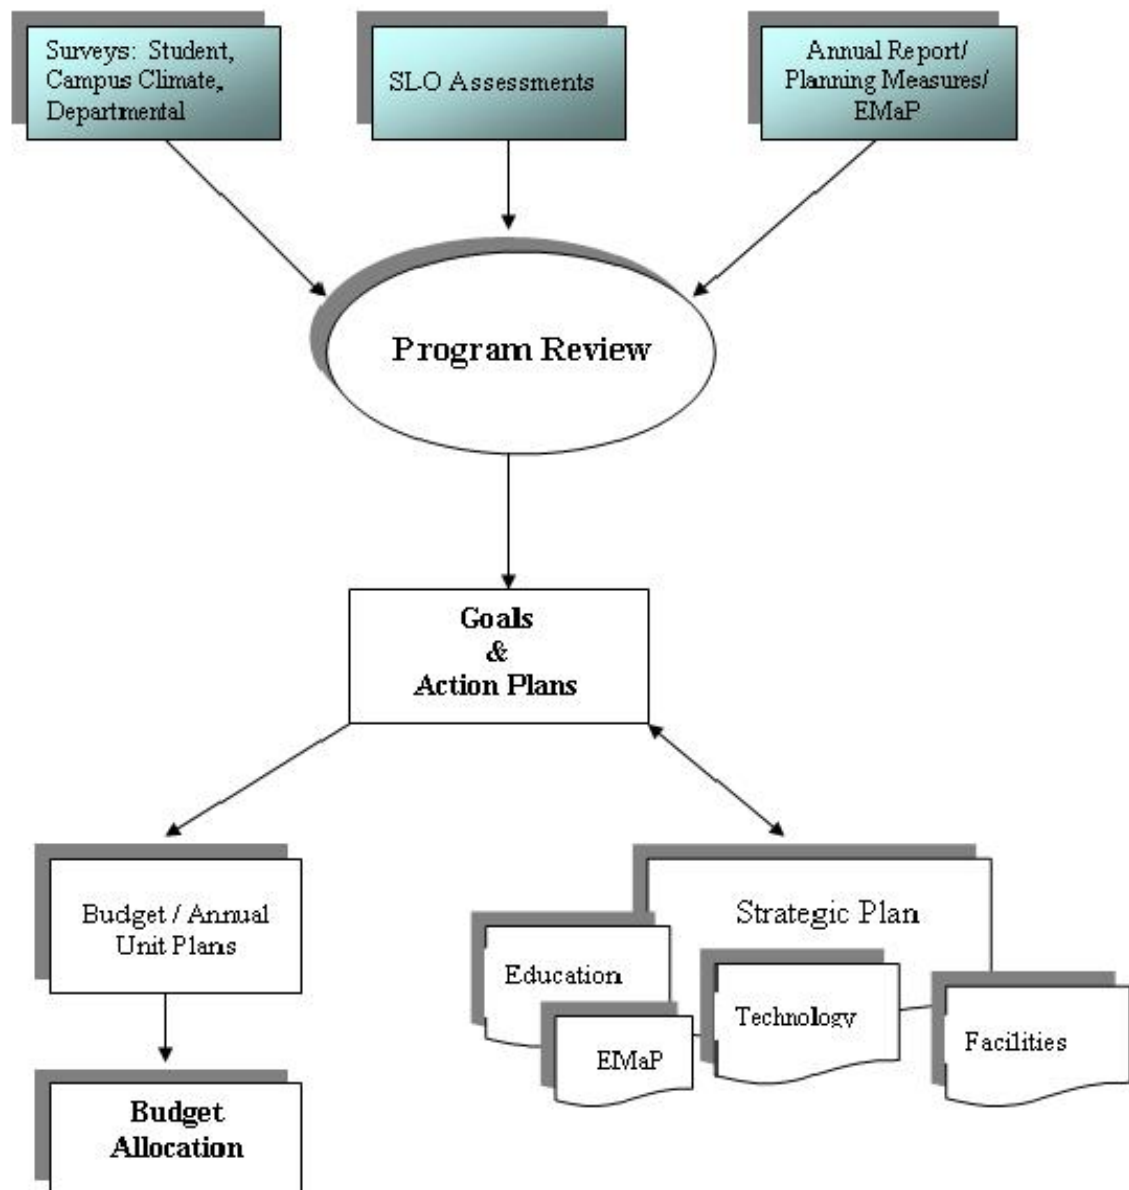 Surveys: Student,
Campus Climate,
Departmental
SLO Assessments
Annual Report/
Planning Measures/
EMaP
Program Review
Goals
&
Action Plans
Budget / Annual
Unit Plans
Strategic Plan
Education
Technology
EMaP
Facilities
Budget
Allocation